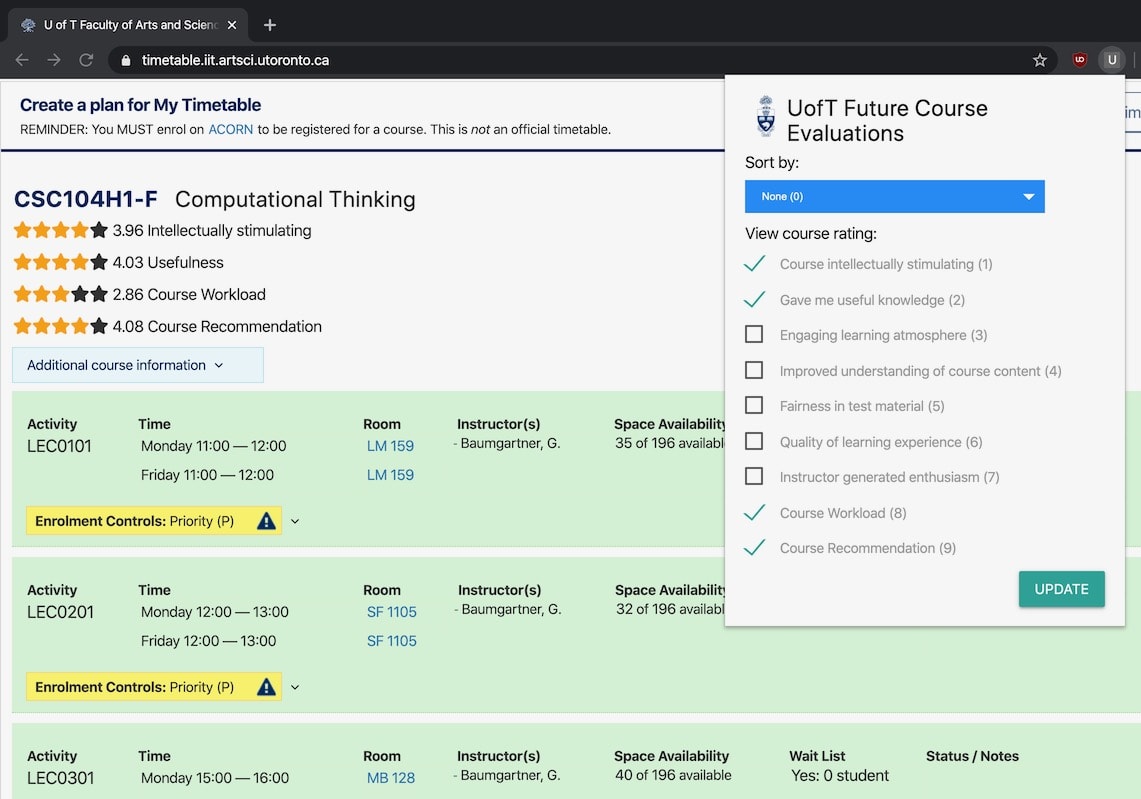 U of T Faculty of Arts and Scienc
timetable.iit.artsci.utoronto.ca
U
Create a plan for My Timetable
REMINDER: You MUST enrol on ACORN to be registered for a course. This is not an official timetable.
CSC104H1-F Computational Thinking
3.96 Intellectually stimulating
4.03 Usefulness
2.86 Course Workload
4.08 Course Recommendation
Additional course information
Activity Time Room Instructor(s) Space Availability
LEC0101 Monday 11:00 — 12:00 LM 159 - Baumgartner, G. 35 of 196 availabl
Friday 11:00 — 12:00 LM 159
Enrolment Controls: Priority (P)
Activity Time Room Instructor(s) Space Availability
LEC0201 Monday 12:00 — 13:00 SF 1105 - Baumgartner, G. 32 of 196 availabl
Friday 12:00 — 13:00 SF 1105
Enrolment Controls: Priority (P)
Activity Time Room Instructor(s) Space Availability Wait List Status / Notes
LEC0301 Monday 15:00 — 16:00 MB 128 - Baumgartner, G. 40 of 196 available Yes: 0 student
UofT Future Course
Evaluations
Sort by:
None (0)
View course rating:
Course intellectually stimulating (1)
Gave me useful knowledge (2)
Engaging learning atmosphere (3)
Improved understanding of course content (4)
Fairness in test material (5)
Quality of learning experience (6)
Instructor generated enthusiasm (7)
Course Workload (8)
Course Recommendation (9)
UPDATE
im